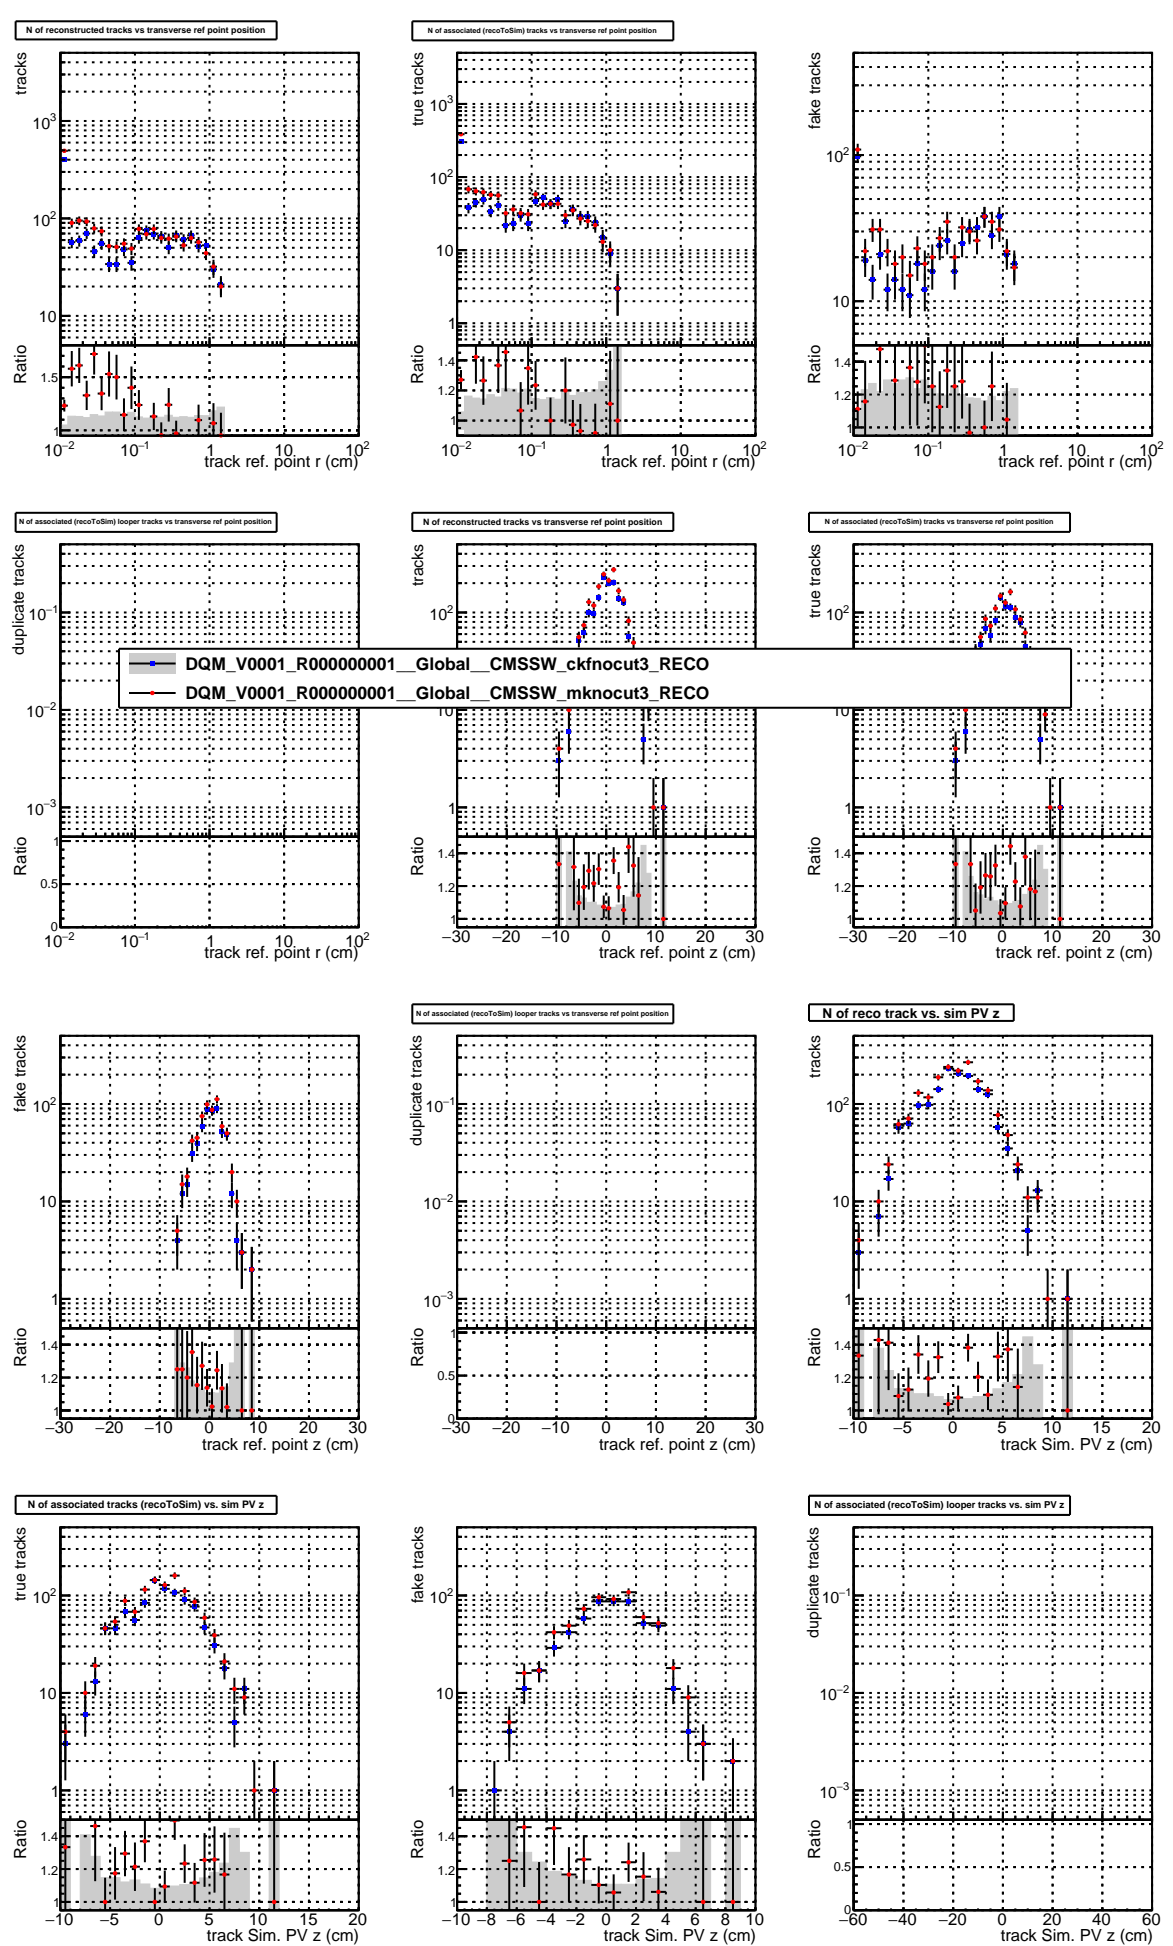 N of reconstructed tracks vs transverse ref point position
tracks
10³
10²
10
Ratio
1.5
1
10⁻² 10⁻¹ 1 10 10²
track ref. point r (cm)
N of associated (recoToSim) tracks vs transverse ref point position
true tracks
10³
10²
10
1
Ratio
1.4
1.2
1
10⁻² 10⁻¹ 1 10 10²
track ref. point r (cm)
fake tracks
10²
10
Ratio
1.4
1.2
1
10⁻² 10⁻¹ 1 10 10²
track ref. point r (cm)
N of associated (recoToSim) looper tracks vs transverse ref point position
duplicate tracks
10⁻¹
10⁻²
10⁻³
Ratio
1
0.5
0
10⁻² 10⁻¹ 1 10 10²
track ref. point r (cm)
N of reconstructed tracks vs transverse ref point position
tracks
10²
10
1
Ratio
1.4
1.2
1
−30 −20 −10 0 10 20 30
track ref. point z (cm)
N of associated (recoToSim) tracks vs transverse ref point position
true tracks
10²
10
1
Ratio
1.4
1.2
1
−30 −20 −10 0 10 20 30
track ref. point z (cm)
DQM_V0001_R000000001__Global__CMSSW_ckfnocut3_RECO
DQM_V0001_R000000001__Global__CMSSW_mknocut3_RECO
fake tracks
10²
10
1
Ratio
1.4
1.2
1
−30 −20 −10 0 10 20 30
track ref. point z (cm)
N of associated (recoToSim) looper tracks vs transverse ref point position
duplicate tracks
10⁻¹
10⁻²
10⁻³
Ratio
1
0.5
0
−30 −20 −10 0 10 20 30
track ref. point z (cm)
N of reco track vs. sim PV z
tracks
10²
10
1
Ratio
1.4
1.2
1
−10 −5 0 5 10 15 20
track Sim. PV z (cm)
N of associated tracks (recoToSim) vs. sim PV z
true tracks
10²
10
1
Ratio
1.4
1.2
1
−10 −5 0 5 10 15 20
track Sim. PV z (cm)
fake tracks
10²
10
1
Ratio
1.4
1.2
1
−10 −8 −6 −4 −2 0 2 4 6 8 10
track Sim. PV z (cm)
N of associated (recoToSim) looper tracks vs. sim PV z
duplicate tracks
10⁻¹
10⁻²
10⁻³
Ratio
1
0.5
0
−60 −40 −20 0 20 40 60
track Sim. PV z (cm)